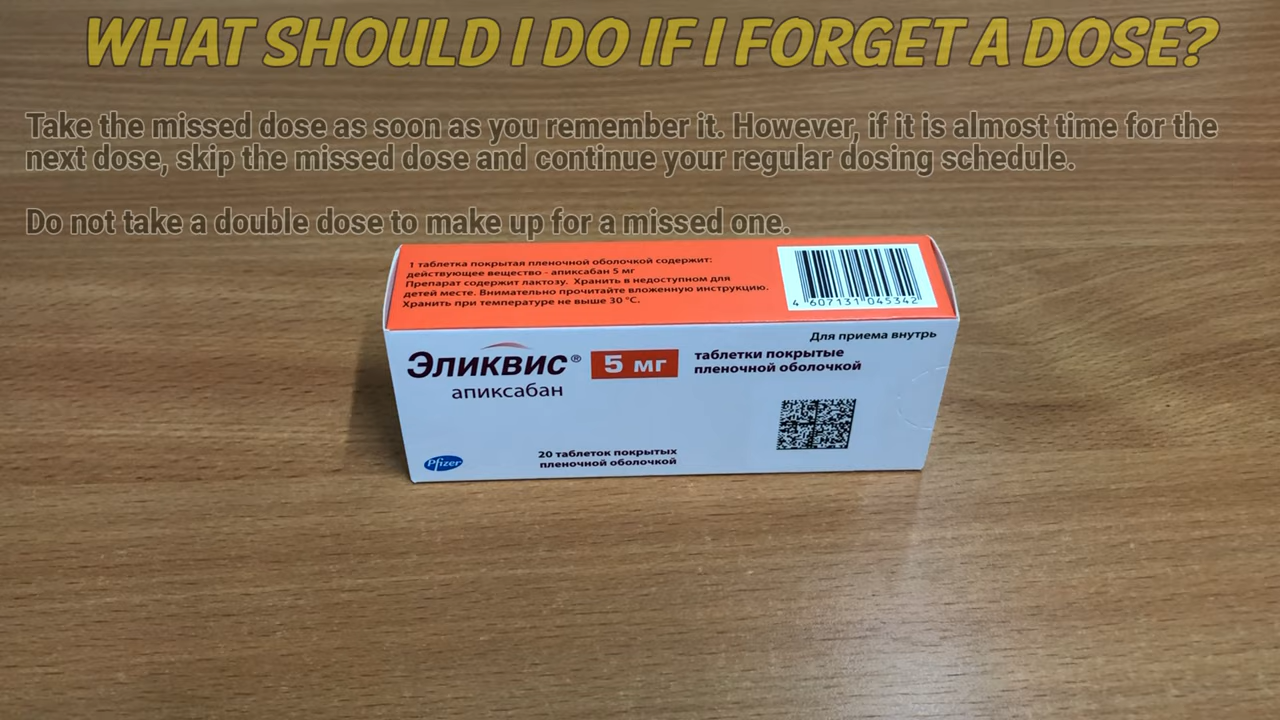 WHAT SHOULD I DO IF I FORGET A DOSE?
Take the missed dose as soon as you remember it. However, if it is almost time for the
next dose, skip the missed dose and continue your regular dosing schedule.
Do not take a double dose to make up for a missed one.
1 таблетка покрытая пленочной оболочкой содержит:
действующее вещество - апиксабан 5 мг
Препарат содержит лактозу. Хранить в недоступном для
детей месте. Внимательно прочитайте вложенную инструкцию.
Хранить при температуре не выше 30 °С.
4 607131 045342
Для приема внутрь
Эликвис® 5 мг таблетки покрытые
пленочной оболочкой
апиксабан
20 таблеток покрытых
пленочной оболочкой
Pfizer